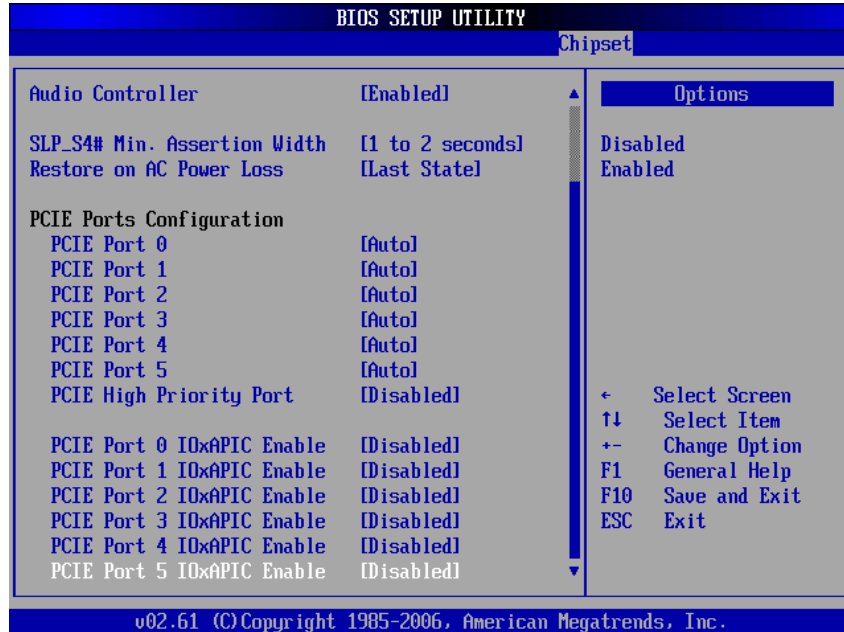 BIOS SETUP UTILITY
Chipset
Audio Controller [Enabled]
SLP_S4# Min. Assertion Width [1 to 2 seconds]
Restore on AC Power Loss [Last State]
PCIE Ports Configuration
PCIE Port 0 [Auto]
PCIE Port 1 [Auto]
PCIE Port 2 [Auto]
PCIE Port 3 [Auto]
PCIE Port 4 [Auto]
PCIE Port 5 [Auto]
PCIE High Priority Port [Disabled]
PCIE Port 0 IOxAPIC Enable [Disabled]
PCIE Port 1 IOxAPIC Enable [Disabled]
PCIE Port 2 IOxAPIC Enable [Disabled]
PCIE Port 3 IOxAPIC Enable [Disabled]
PCIE Port 4 IOxAPIC Enable [Disabled]
PCIE Port 5 IOxAPIC Enable [Disabled]
Options
Disabled
Enabled
← Select Screen
↑↓ Select Item
+- Change Option
F1 General Help
F10 Save and Exit
ESC Exit
v02.61 (C)Copyright 1985-2006, American Megatrends, Inc.